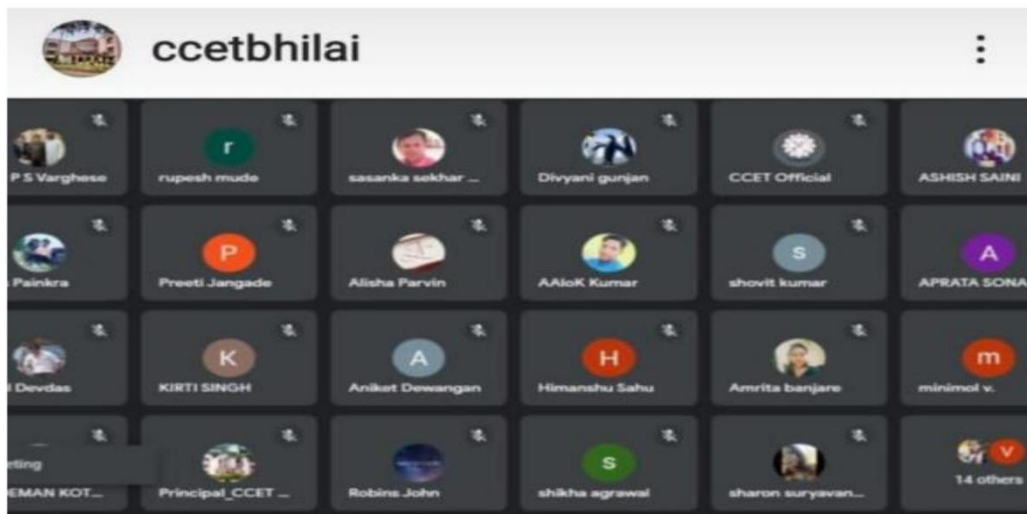 ccetbhilai
P S Varghese
r
rupesh mude
sasanka sekhar ...
Divyani gunjan
CCET Official
ASHISH SAINI
Painkra
P
Preeti Jangade
Alisha Parvin
AAloK Kumar
s
shovit kumar
A
APRATA SONA
Devdas
K
KIRTI SINGH
A
Aniket Dewangan
H
Himanshu Sahu
Amrita banjare
m
minimol v.
eting
EMAN KOT...
Principal_CCET ...
Robins John
s
shikha agrawal
sharon suryavan...
V
14 others